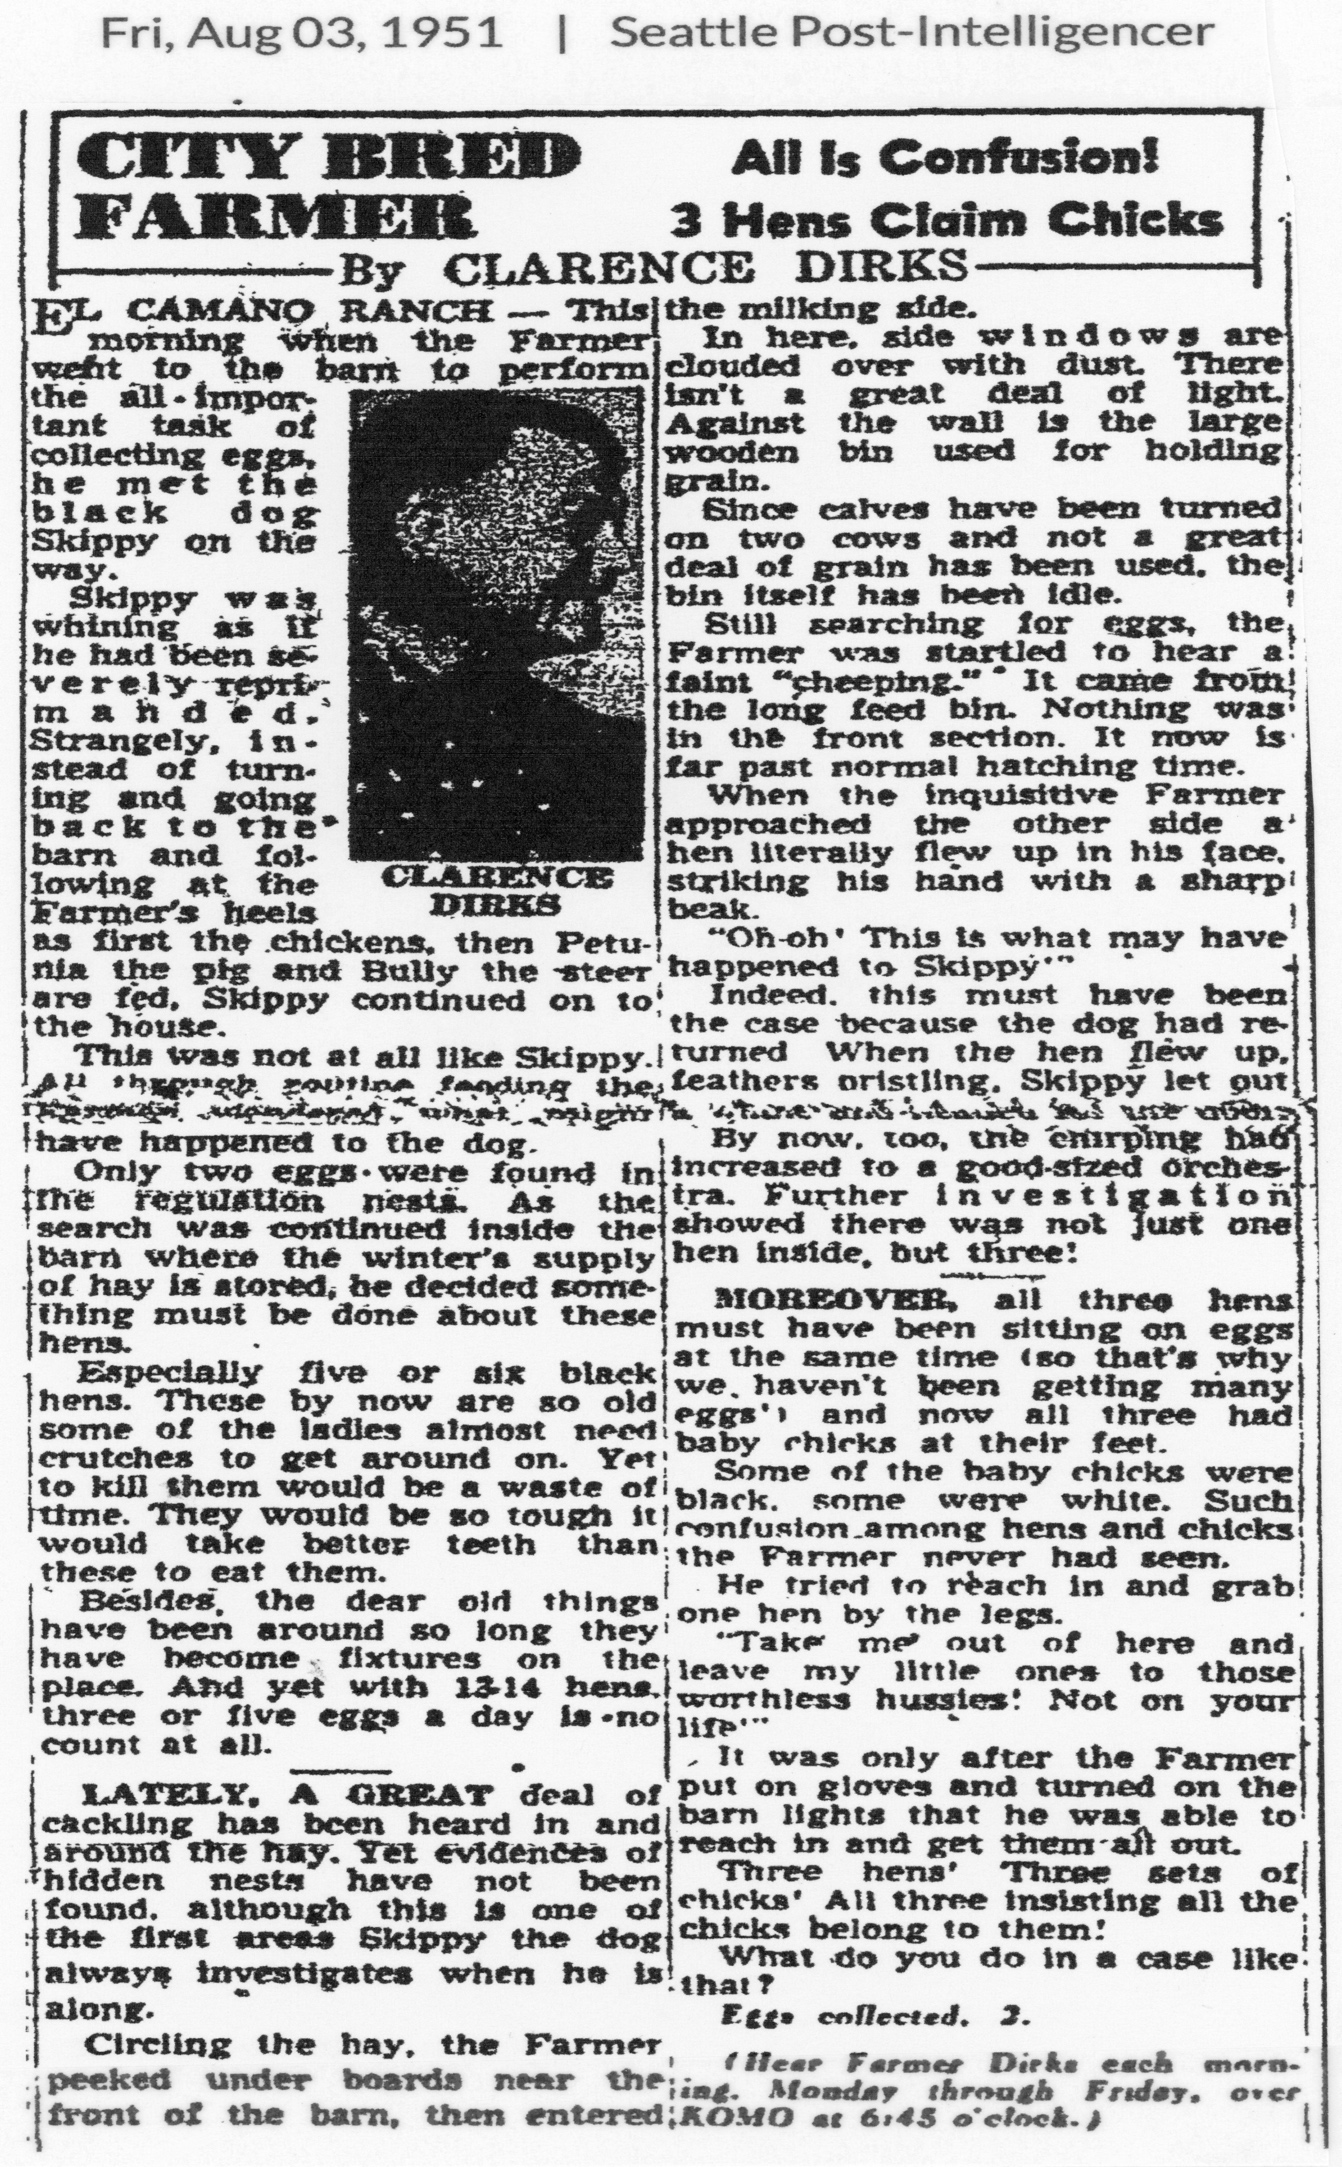 Fri, Aug 03, 1951 | Seattle Post-Intelligencer
CITY BRED
FARMER
All Is Confusion!
3 Hens Claim Chicks
By CLARENCE DIRKS
EL CAMANO RANCH — This
morning when the Farmer
went to the barn to perform
the all-impor-
tant task of
collecting eggs,
he met the
black dog
Skippy on the
way.
Skippy was
whining as if
he had been se-
verely repri-
manded.
Strangely, in-
stead of turn-
ing and going
back to the
barn and fol-
lowing at the
Farmer's heels
CLARENCE
DIRKS
as first the chickens, then Petu-
nia the pig and Bully the steer
are fed, Skippy continued on to
the house.
This was not at all like Skippy.
All through routine feeding the
Farmer wondered what might
have happened to the dog.
Only two eggs were found in
the regulation nests. As the
search was continued inside the
barn where the winter's supply
of hay is stored, he decided some-
thing must be done about these
hens.
Especially five or six black
hens. These by now are so old
some of the ladies almost need
crutches to get around on. Yet
to kill them would be a waste of
time. They would be so tough it
would take better teeth than
these to eat them.
Besides, the dear old things
have been around so long they
have become fixtures on the
place. And yet with 13-14 hens,
three or five eggs a day is no
count at all.
LATELY, A GREAT deal of
cackling has been heard in and
around the hay. Yet evidences of
hidden nests have not been
found, although this is one of
the first areas Skippy the dog
always investigates when he is
along.
Circling the hay, the Farmer
peeked under boards near the
front of the barn, then entered
the milking side.
In here, side windows are
clouded over with dust. There
isn't a great deal of light.
Against the wall is the large
wooden bin used for holding
grain.
Since calves have been turned
on two cows and not a great
deal of grain has been used, the
bin itself has been idle.
Still searching for eggs, the
Farmer was startled to hear a
faint "cheeping." It came from
the long feed bin. Nothing was
in the front section. It now is
far past normal hatching time.
When the inquisitive Farmer
approached the other side a
hen literally flew up in his face,
striking his hand with a sharp
beak.
"Oh-oh! This is what may have
happened to Skippy!"
Indeed, this must have been
the case because the dog had re-
turned. When the hen flew up,
feathers bristling, Skippy let out
a and for the
By now, too, the chirping had
increased to a good-sized orches-
tra. Further investigation
showed there was not just one
hen inside, but three!
MOREOVER, all three hens
must have been sitting on eggs
at the same time (so that's why
we haven't been getting many
eggs!) and now all three had
baby chicks at their feet.
Some of the baby chicks were
black, some were white. Such
confusion among hens and chicks
the Farmer never had seen.
He tried to reach in and grab
one hen by the legs.
"Take me out of here and
leave my little ones to those
worthless hussies! Not on your
life!"
It was only after the Farmer
put on gloves and turned on the
barn lights that he was able to
reach in and get them all out.
Three hens! Three sets of
chicks! All three insisting all the
chicks belong to them!
What do you do in a case like
that?
Eggs collected, 2.
(Hear Farmer Dirks each morn-
ing, Monday through Friday, over
KOMO at 6:45 o'clock.)